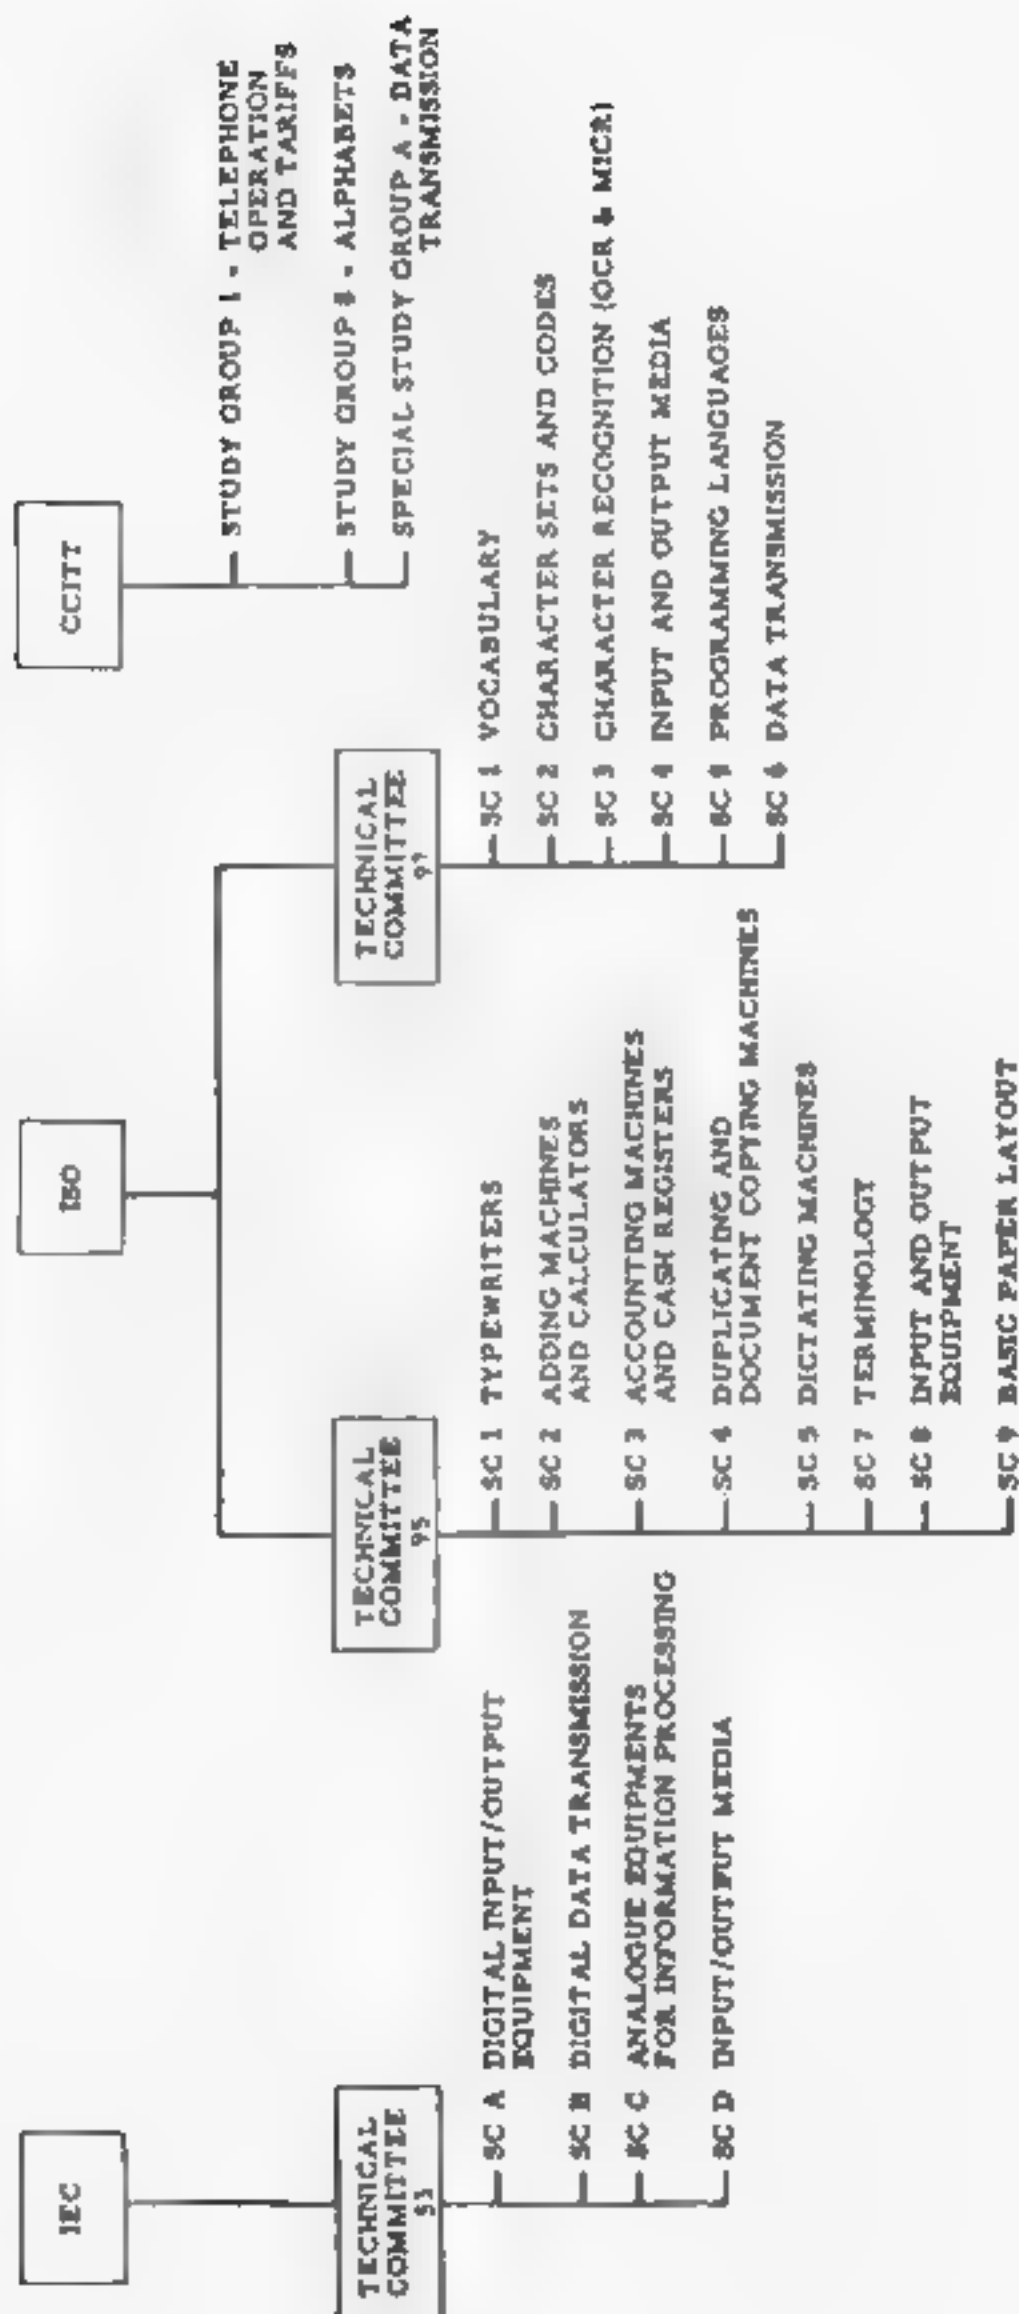 IEC
TECHNICAL
COMMITTEE
53
SC A DIGITAL INPUT/OUTPUT
EQUIPMENT
SC B DIGITAL DATA TRANSMISSION
SC C ANALOGUE EQUIPMENTS
FOR INFORMATION PROCESSING
SC D INPUT/OUTPUT MEDIA
ISO
TECHNICAL
COMMITTEE
95
SC 1 TYPEWRITERS
SC 2 ADDING MACHINES
AND CALCULATORS
SC 3 ACCOUNTING MACHINES
AND CASH REGISTERS
SC 4 DUPLICATING AND
DOCUMENT COPYING MACHINES
SC 5 DICTATING MACHINES
SC 7 TERMINOLOGY
SC 8 INPUT AND OUTPUT
EQUIPMENT
SC 9 BASIC PAPER LAYOUT
TECHNICAL
COMMITTEE
97
SC 1 VOCABULARY
SC 2 CHARACTER SETS AND CODES
SC 3 CHARACTER RECOGNITION (OCR & MICR)
SC 4 INPUT AND OUTPUT MEDIA
SC 5 PROGRAMMING LANGUAGES
SC 6 DATA TRANSMISSION
CCITT
STUDY GROUP 1 - TELEPHONE
OPERATION
AND TARIFFS
STUDY GROUP 8 - ALPHABETS
SPECIAL STUDY GROUP A - DATA
TRANSMISSION